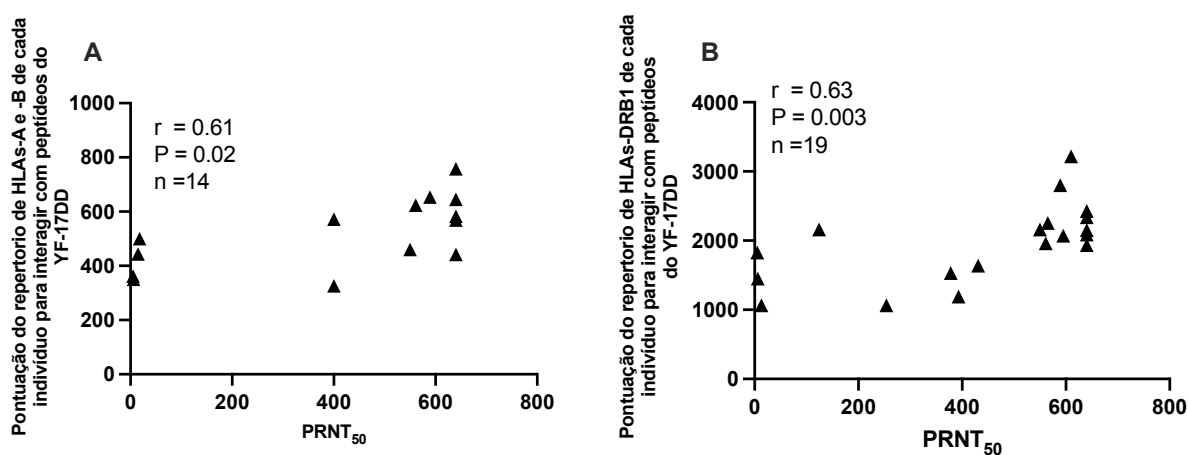 Pontuação do repertorio de HLAs-A e -B de cada
indivíduo para interagir com peptídeos do
YF-17DD
A
r = 0.61
P = 0.02
n =14
1000
800
600
400
200
0
0 200 400 600 800
PRNT50
Pontuação do repertorio de HLAs-DRB1 de cada
indivíduo para interagir com peptídeos
do YF-17DD
B
r = 0.63
P = 0.003
n =19
4000
3000
2000
1000
0
0 200 400 600 800
PRNT50